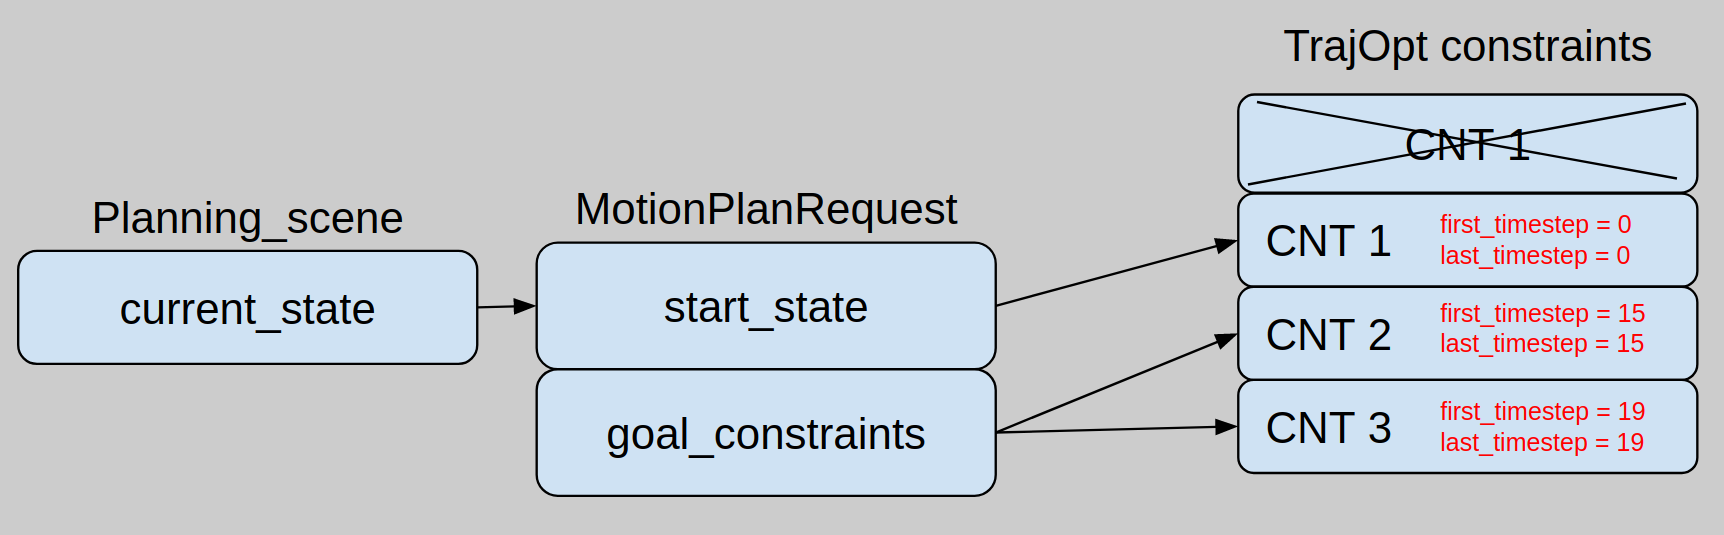 TrajOpt constraints
CNT 1
Planning_scene
current_state
MotionPlanRequest
start_state
goal_constraints
CNT 1
first_timestep = 0
last_timestep = 0
CNT 2
first_timestep = 15
last_timestep = 15
CNT 3
first_timestep = 19
last_timestep = 19